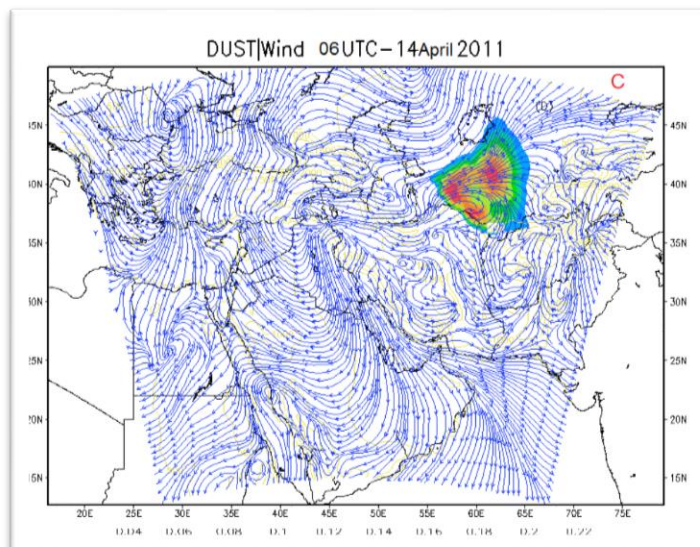 DUST|Wind 06UTC-14April 2011
C
45N
40N
35N
30N
25N
20N
15N
20E 25E 30E 35E 40E 45E 50E 55E 60E 65E 70E 75E
0.04 0.06 0.08 0.1 0.12 0.14 0.16 0.18 0.2 0.22